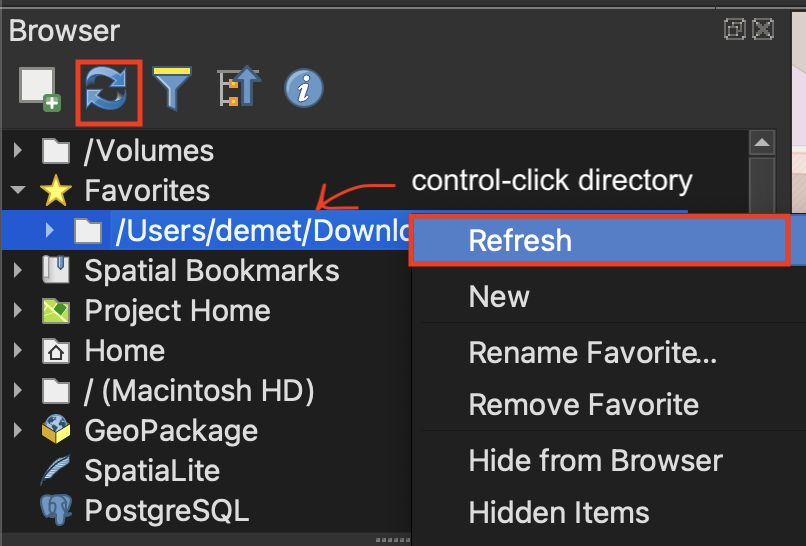 Browser
/Volumes
Favorites
control-click directory
/Users/demet/Downlo
Refresh
Spatial Bookmarks
New
Project Home
Home
Rename Favorite...
/ (Macintosh HD)
Remove Favorite
GeoPackage
Hide from Browser
SpatiaLite
PostgreSQL
Hidden Items